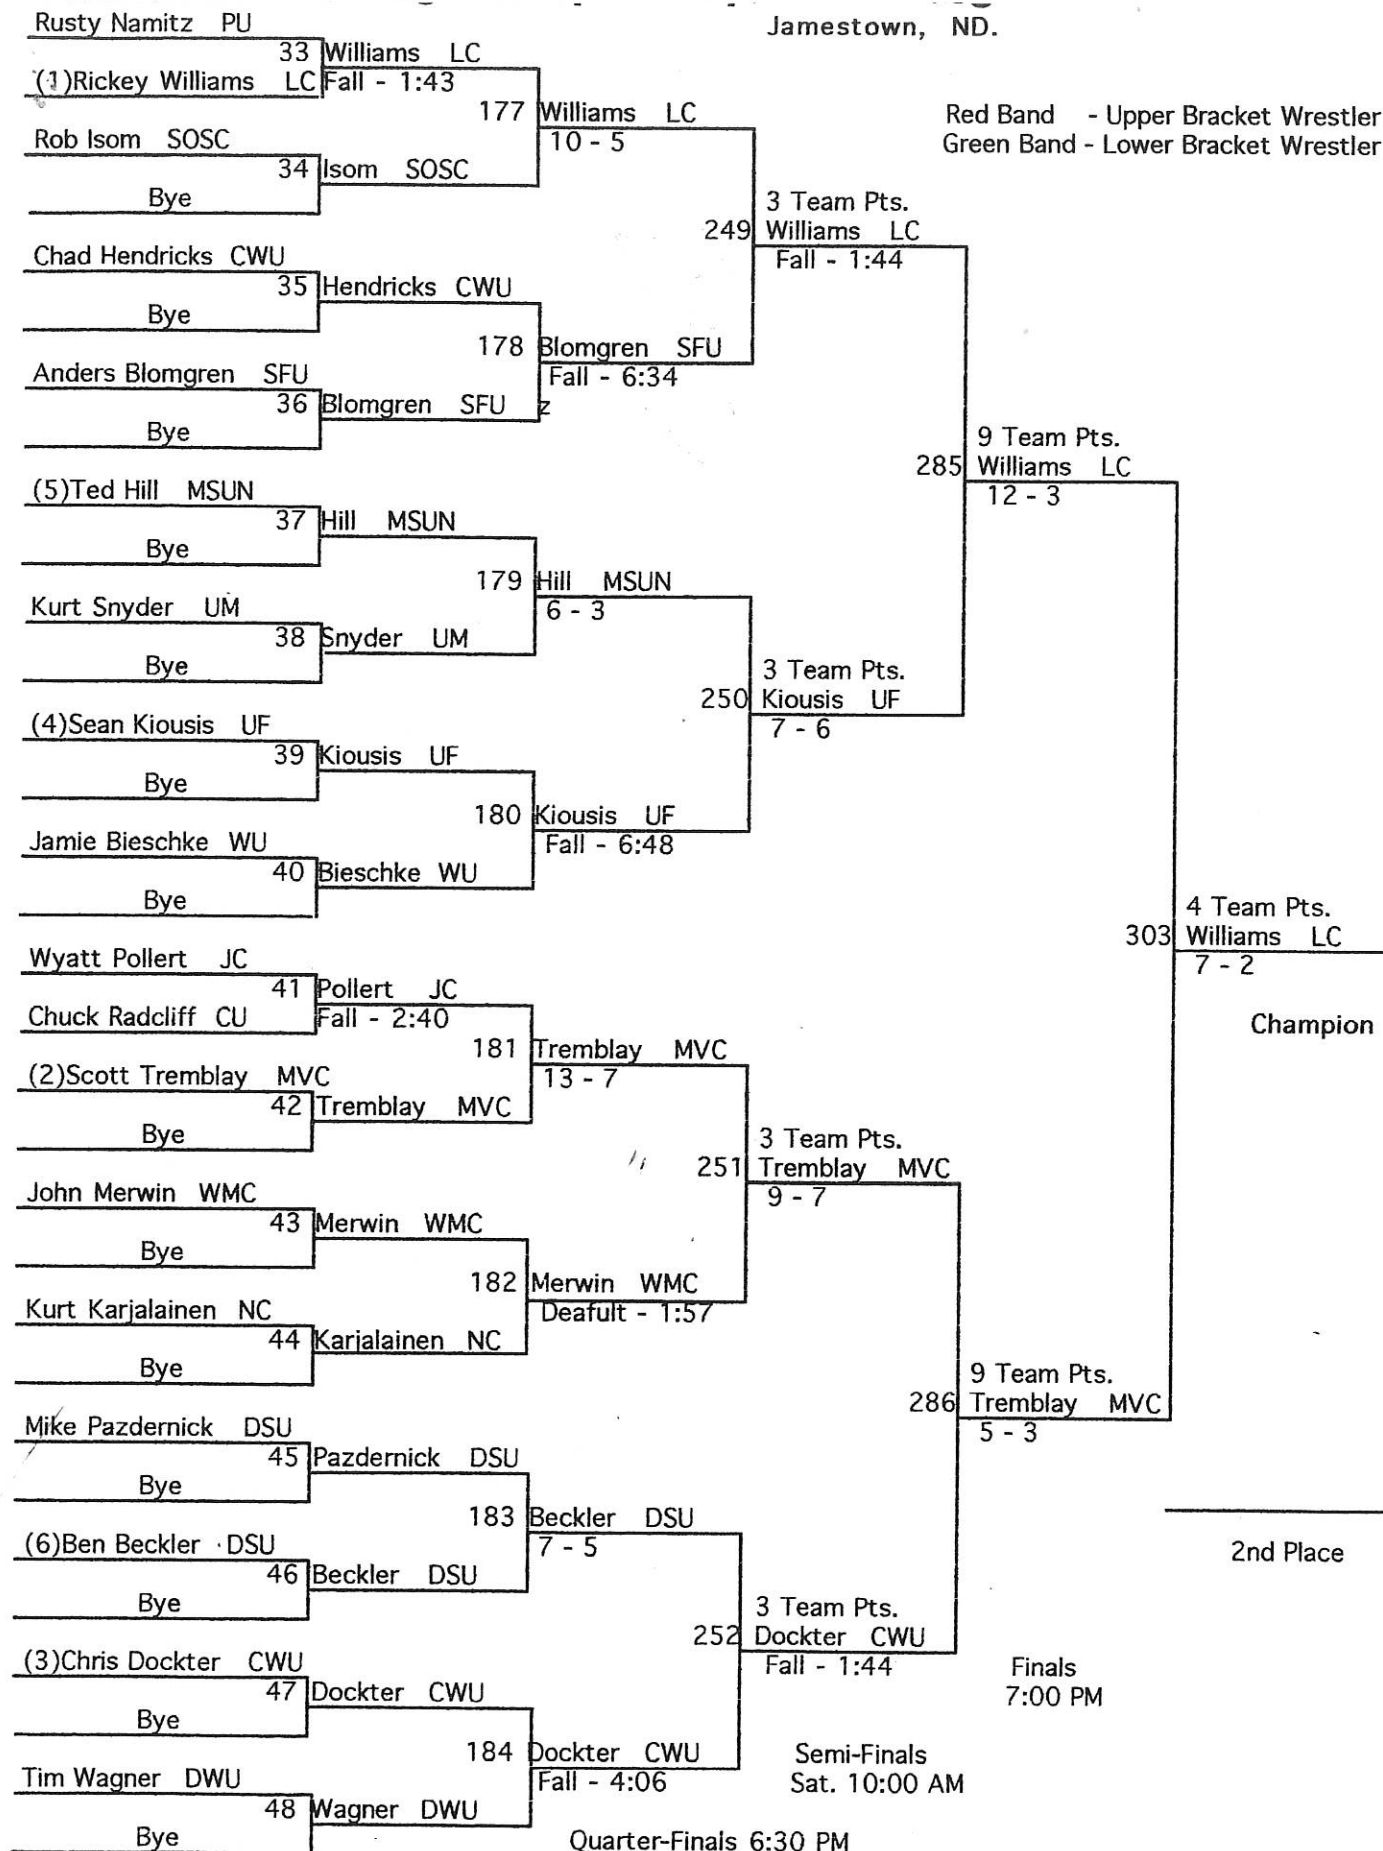 Jamestown, ND.
Red Band - Upper Bracket Wrestler
Green Band - Lower Bracket Wrestler
Rusty Namitz PU
33 Williams LC
(1)Rickey Williams LC Fall - 1:43
177 Williams LC
10 - 5
Rob Isom SOSC
34 Isom SOSC
Bye
3 Team Pts.
249 Williams LC
Fall - 1:44
Chad Hendricks CWU
35 Hendricks CWU
Bye
178 Blomgren SFU
Fall - 6:34
Anders Blomgren SFU
36 Blomgren SFU z
Bye
9 Team Pts.
285 Williams LC
12 - 3
(5)Ted Hill MSUN
37 Hill MSUN
Bye
179 Hill MSUN
6 - 3
Kurt Snyder UM
38 Snyder UM
Bye
3 Team Pts.
250 Kiousis UF
7 - 6
(4)Sean Kiousis UF
39 Kiousis UF
Bye
180 Kiousis UF
Fall - 6:48
Jamie Bieschke WU
40 Bieschke WU
Bye
4 Team Pts.
303 Williams LC
7 - 2
Champion
Wyatt Pollert JC
41 Pollert JC
Chuck Radcliff CU Fall - 2:40
181 Tremblay MVC
13 - 7
(2)Scott Tremblay MVC
42 Tremblay MVC
Bye
3 Team Pts.
251 Tremblay MVC
9 - 7
John Merwin WMC
43 Merwin WMC
Bye
182 Merwin WMC
Deafult - 1:57
Kurt Karjalainen NC
44 Karjalainen NC
Bye
9 Team Pts.
286 Tremblay MVC
5 - 3
Mike Pazdernick DSU
45 Pazdernick DSU
Bye
183 Beckler DSU
7 - 5
2nd Place
(6)Ben Beckler DSU
46 Beckler DSU
Bye
3 Team Pts.
252 Dockter CWU
Fall - 1:44
(3)Chris Dockter CWU
47 Dockter CWU
Bye
Finals
7:00 PM
184 Dockter CWU
Fall - 4:06
Semi-Finals
Sat. 10:00 AM
Tim Wagner DWU
48 Wagner DWU
Bye
Quarter-Finals 6:30 PM